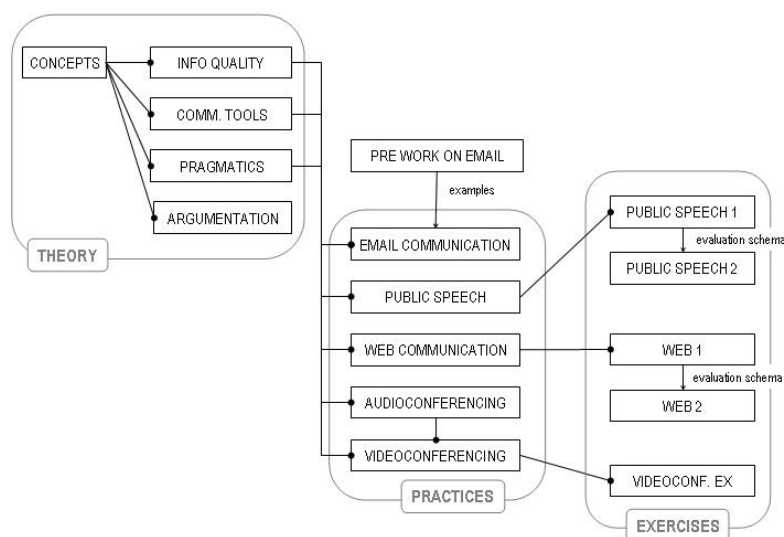 CONCEPTS
INFO QUALITY
COMM. TOOLS
PRAGMATICS
ARGUMENTATION
THEORY
PRE WORK ON EMAIL
examples
EMAIL COMMUNICATION
PUBLIC SPEECH
WEB COMMUNICATION
AUDIOCONFERENCING
VIDEOCONFERENCING
PRACTICES
PUBLIC SPEECH 1
evaluation schema
PUBLIC SPEECH 2
WEB 1
evaluation schema
WEB 2
VIDEOCONF. EX
EXERCISES